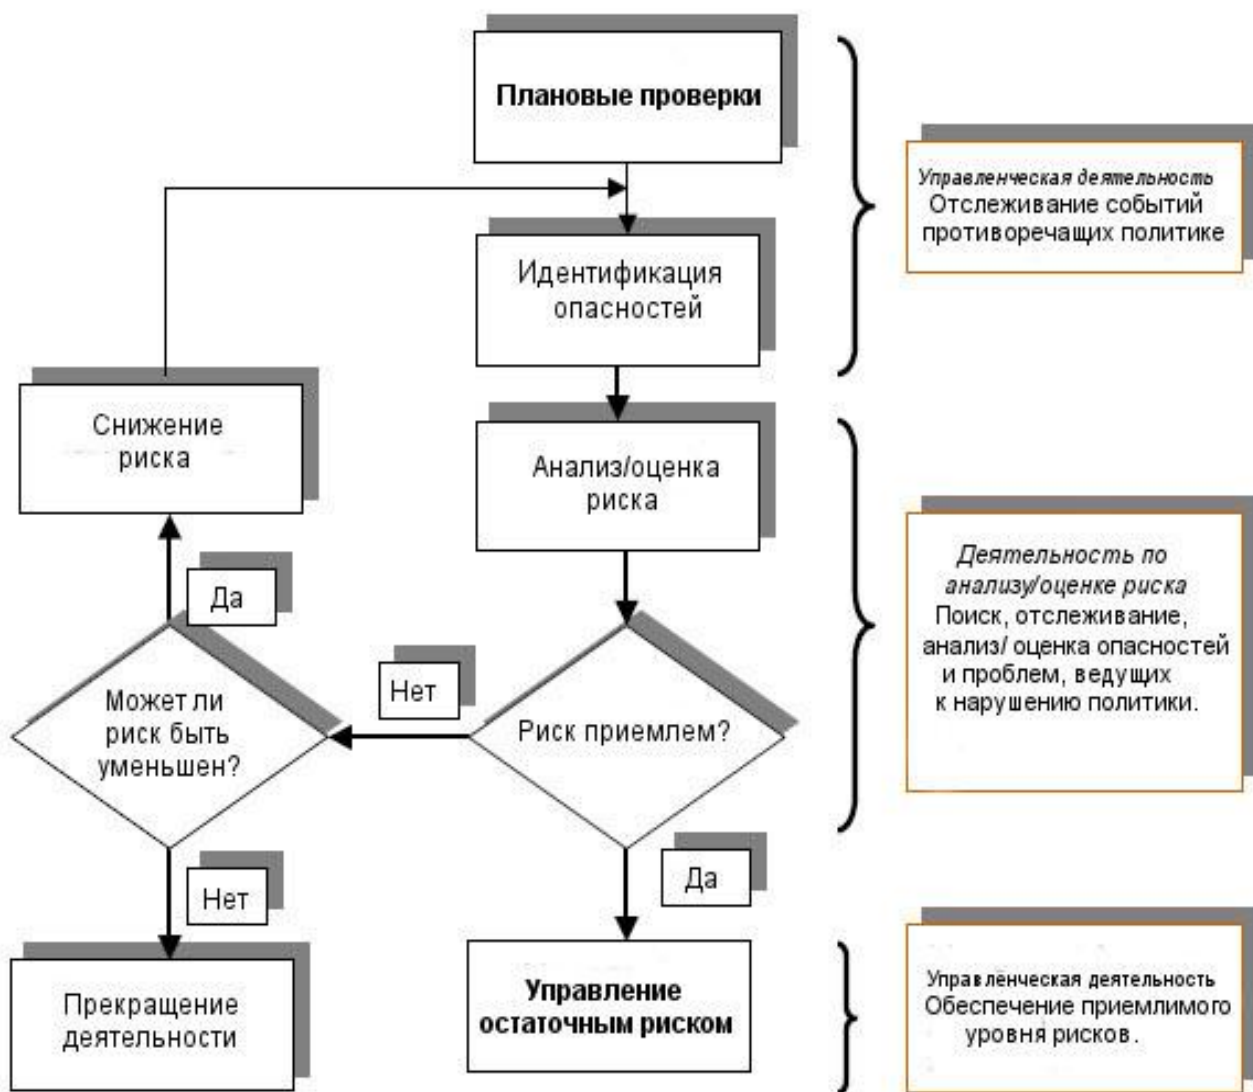 Плановые проверки
Управленческая деятельность
Отслеживание событий
противоречащих политике
Идентификация
опасностей
Снижение
риска
Анализ/оценка
риска
Деятельность по
анализу/оценке риска
Поиск, отслеживание,
анализ/ оценка опасностей
и проблем, ведущих
к нарушению политики.
Да
Может ли
риск быть
уменьшен?
Нет
Риск приемлем?
Нет
Да
Прекращение
деятельности
Управление
остаточным риском
Управленческая деятельность
Обеспечение приемлимого
уровня рисков.